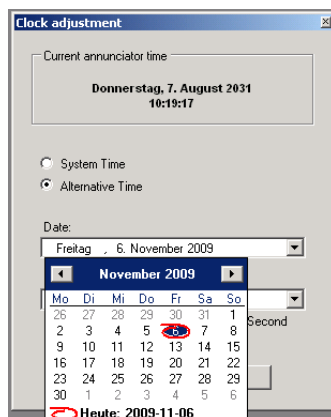 Clock adjustment
Current annunciator time
Donnerstag, 7. August 2031
10:19:17
System Time
Alternative Time
Date:
Freitag , 6. November 2009
November 2009
Mo Di Mi Do Fr Sa So
26 27 28 29 30 31 1
2 3 4 5 6 7 8
Second
9 10 11 12 13 14 15
16 17 18 19 20 21 22
23 24 25 26 27 28 29
30 1 2 3 4 5 6
Heute: 2009-11-06